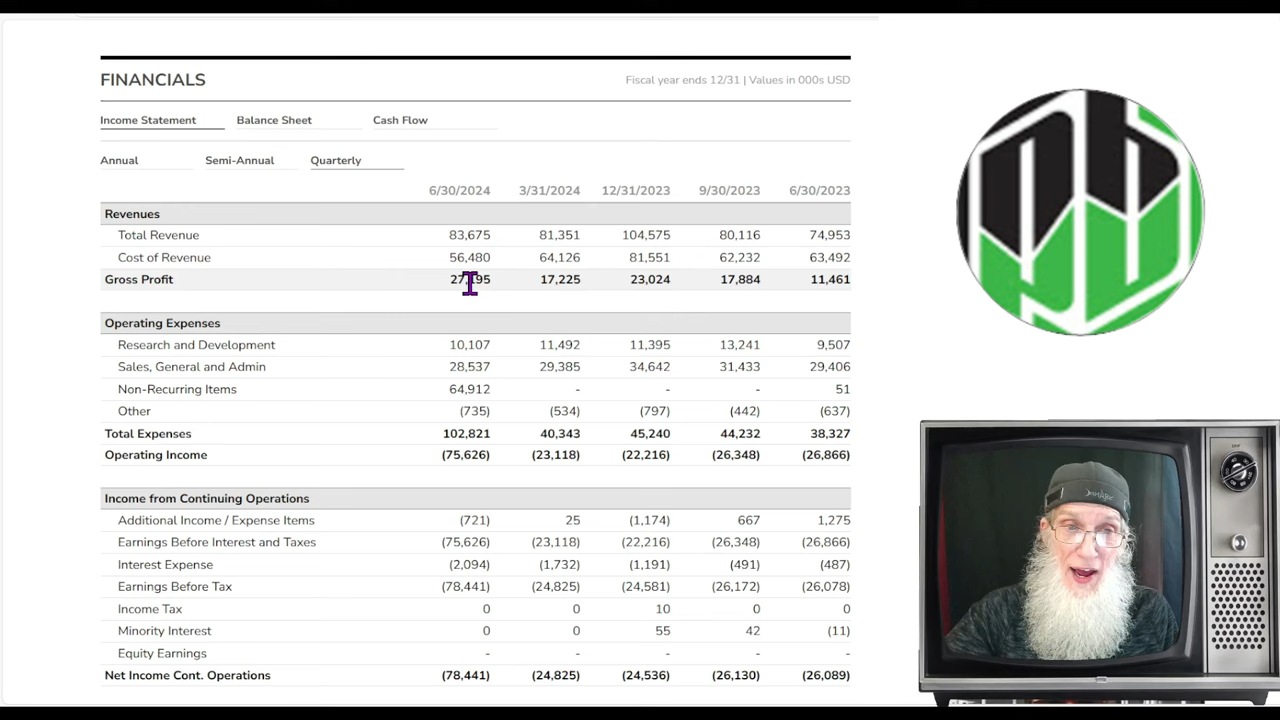 FINANCIALS Fiscal year ends 12/31 | Values in 000s USD
Income Statement Balance Sheet Cash Flow
Annual Semi-Annual Quarterly
6/30/2024 3/31/2024 12/31/2023 9/30/2023 6/30/2023
Revenues
Total Revenue 83,675 81,351 104,575 80,116 74,953
Cost of Revenue 56,480 64,126 81,551 62,232 63,492
Gross Profit 27,195 17,225 23,024 17,884 11,461
Operating Expenses
Research and Development 10,107 11,492 11,395 13,241 9,507
Sales, General and Admin 28,537 29,385 34,642 31,433 29,406
Non-Recurring Items 64,912 - - - 51
Other (735) (534) (797) (442) (637)
Total Expenses 102,821 40,343 45,240 44,232 38,327
Operating Income (75,626) (23,118) (22,216) (26,348) (26,866)
Income from Continuing Operations
Additional Income / Expense Items (721) 25 (1,174) 667 1,275
Earnings Before Interest and Taxes (75,626) (23,118) (22,216) (26,348) (26,866)
Interest Expense (2,094) (1,732) (1,191) (491) (487)
Earnings Before Tax (78,441) (24,825) (24,581) (26,172) (26,078)
Income Tax 0 0 10 0 0
Minority Interest 0 0 55 42 (11)
Equity Earnings - - - - -
Net Income Cont. Operations (78,441) (24,825) (24,536) (26,130) (26,089)